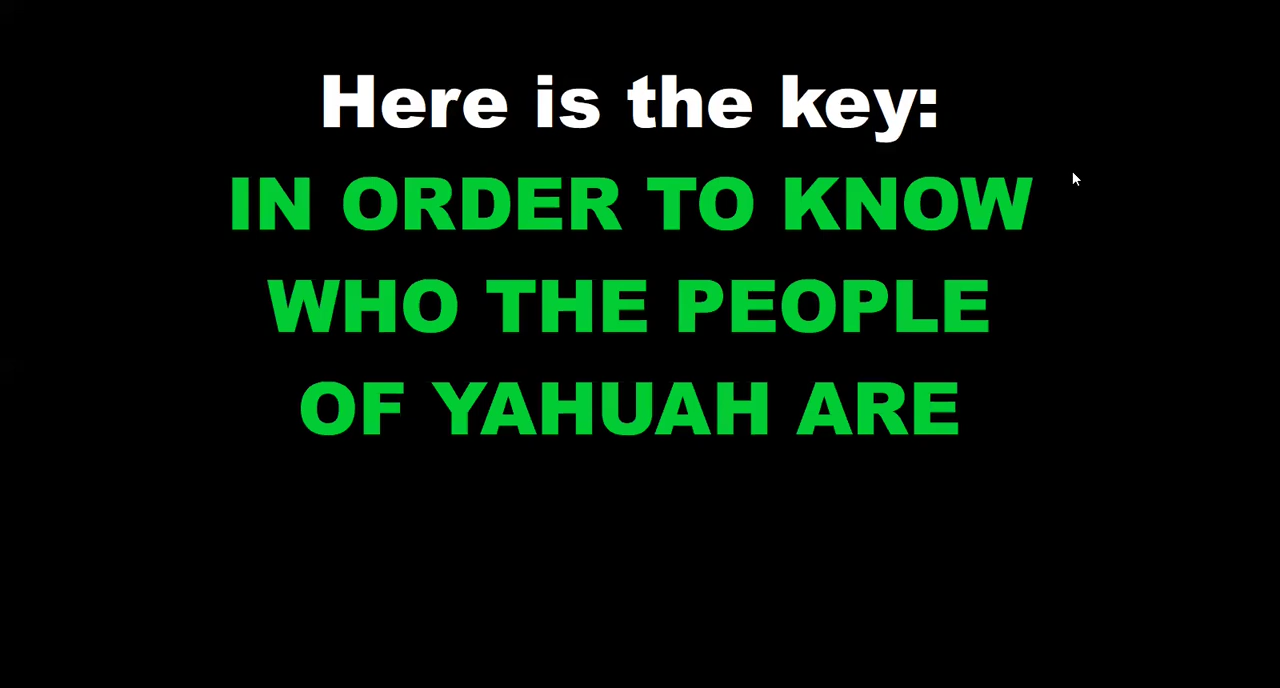 Here is the key:
IN ORDER TO KNOW
WHO THE PEOPLE
OF YAHUAH ARE